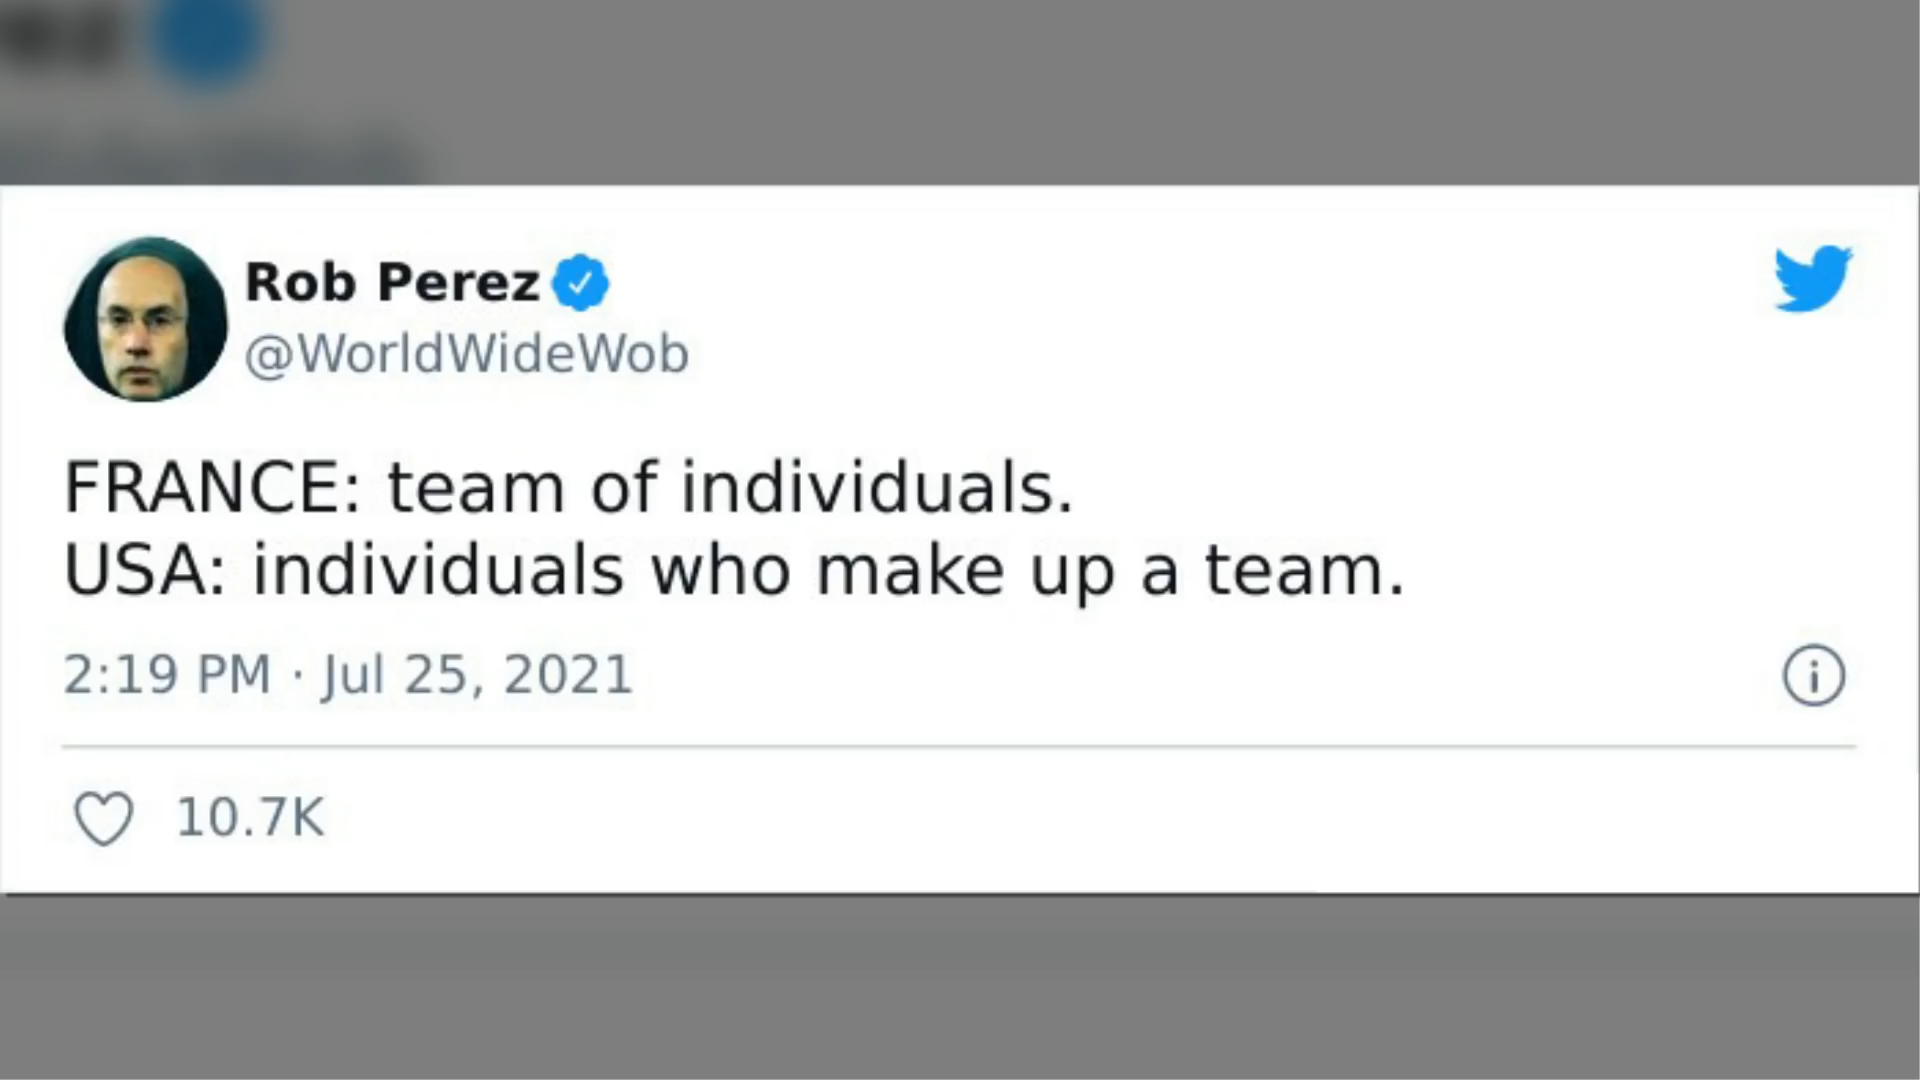 Rob Perez
@WorldWideWob
FRANCE: team of individuals.
USA: individuals who make up a team.
2:19 PM · Jul 25, 2021
10.7K